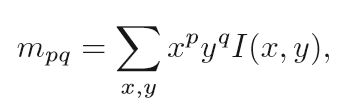 m_{pq} = \sum_{x,y} x^p y^q I(x, y),